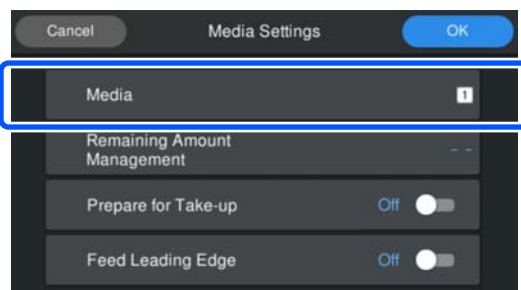 Cancel Media Settings OK
Media 1
Remaining Amount
Management - -
Prepare for Take-up Off
Feed Leading Edge Off